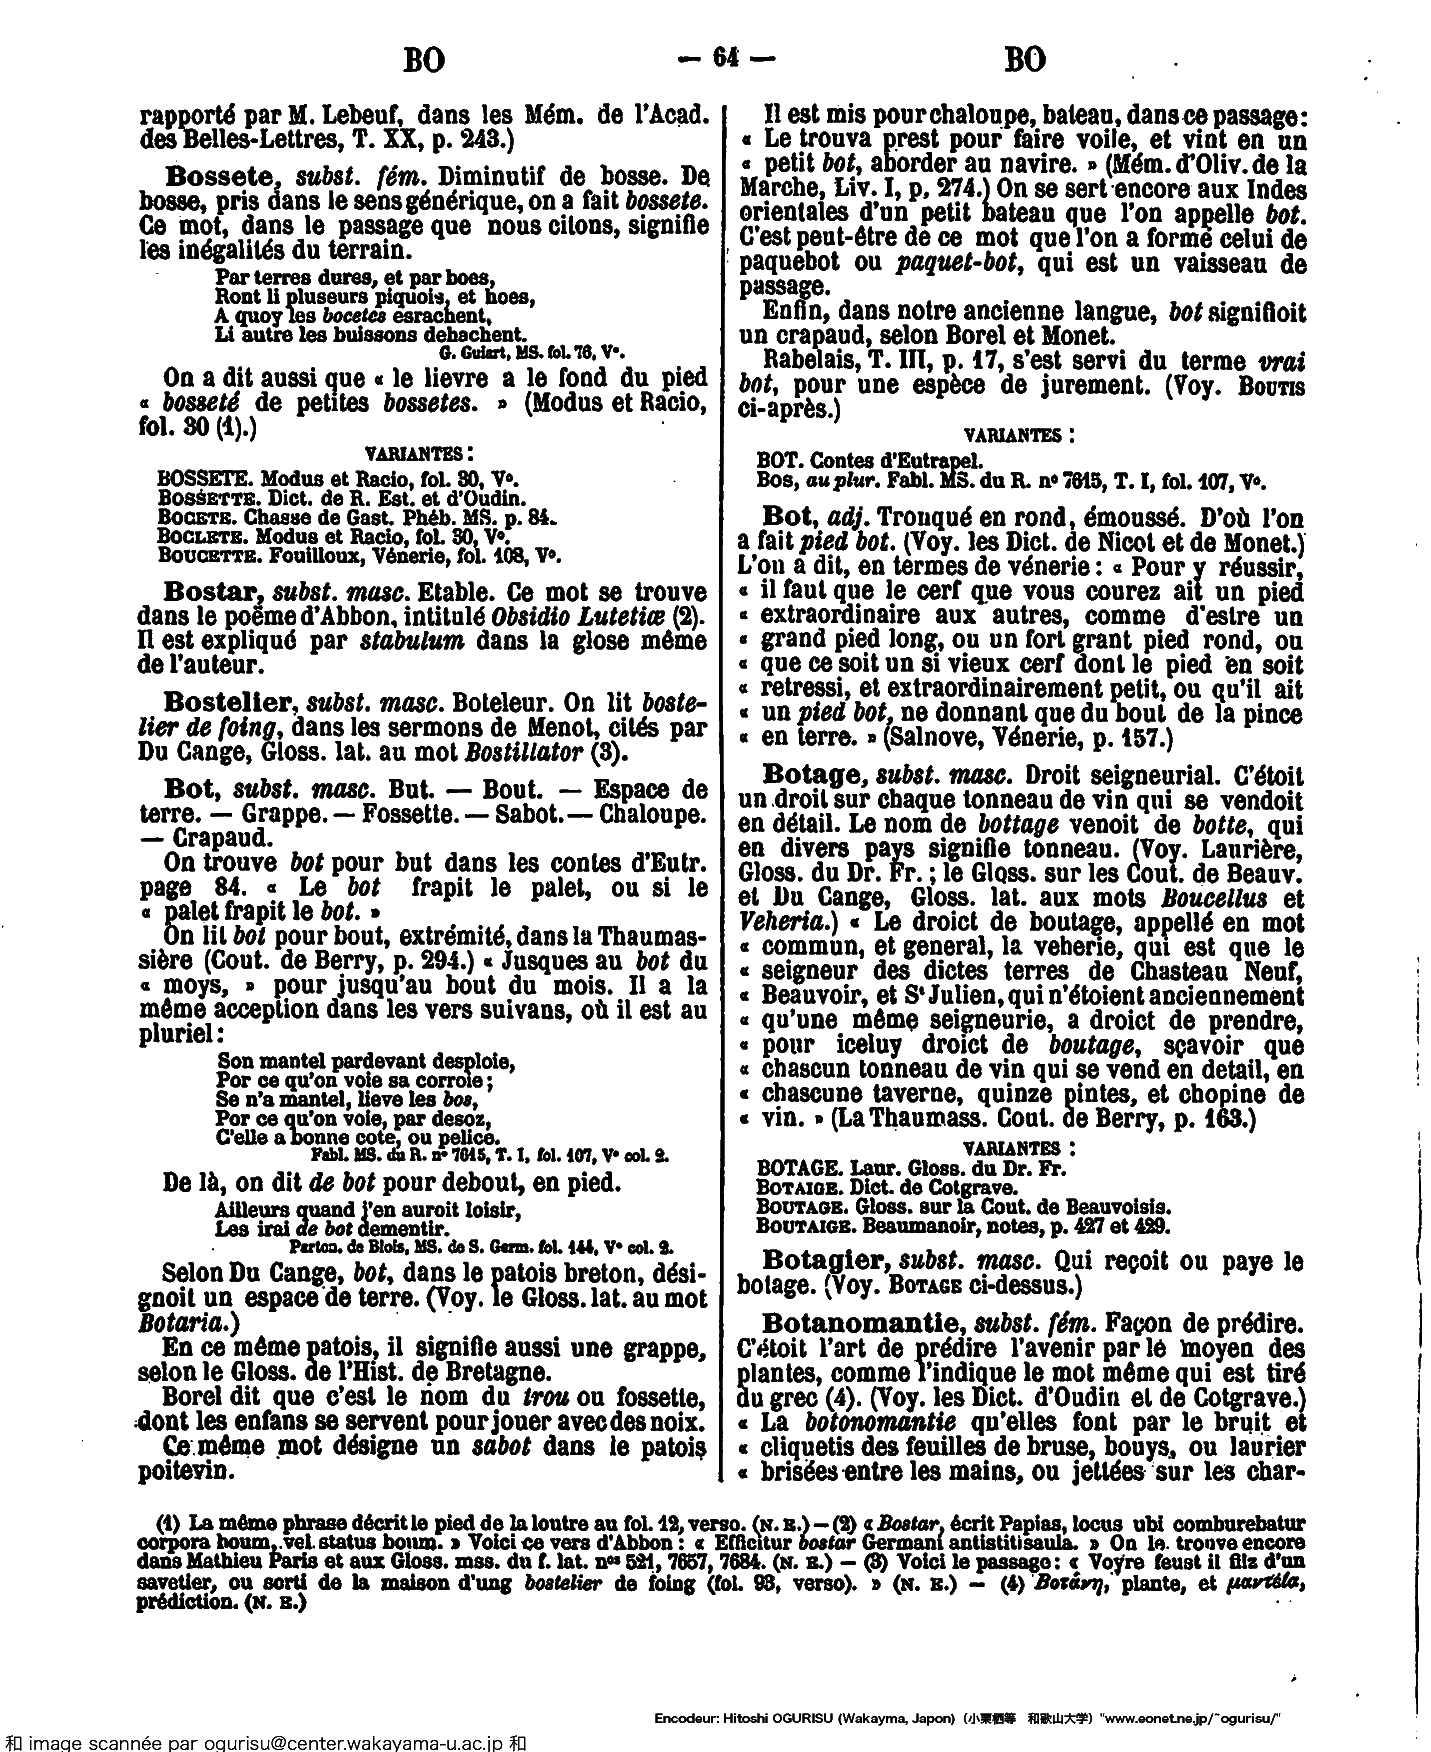 BO — 64 — BO
rapporté par M. Lebeuf, dans les Mém. de l'Acad.
des Belles-Lettres, T. XX, p. 243.)
Bossete, subst. fém. Diminutif de bosse. De
bosse, pris dans le sens générique, on a fait bossete.
Ce mot, dans le passage que nous citons, signifie
les inégalités du terrain.
Par terres dures, et par boes,
Ront li pluseurs piquois, et hoes,
A quoy les bocetes esrachent,
Li autre les buissons debachent.
G. Guiart, MS. fol. 76, V°.
On a dit aussi que « le lievre a le fond du pied
« bosseté de petites bossetes. » (Modus et Racio,
fol. 30 (1).)
VARIANTES :
BOSSETE. Modus et Racio, fol. 30, V°.
BOSSETTE. Dict. de R. Est. et d'Oudin.
BOCETE. Chasse de Gast. Phéb. MS. p. 84.
BOCLETE. Modus et Racio, fol. 30, V°.
BOUCETTE. Fouilloux, Vénerie, fol. 108, V°.
Bostar, subst. masc. Etable. Ce mot se trouve
dans le poëme d'Abbon, intitulé Obsidio Lutetiæ (2).
Il est expliqué par stabulum dans la glose même
de l'auteur.
Bostelier, subst. masc. Boteleur. On lit boste-
lier de foing, dans les sermons de Menot, cités par
Du Cange, Gloss. lat. au mot Bostillator (3).
Bot, subst. masc. But. — Bout. — Espace de
terre. — Grappe. — Fossette. — Sabot. — Chaloupe.
— Crapaud.
On trouve bot pour but dans les contes d'Eutr.
page 84. « Le bot frapit le palet, ou si le
« palet frapit le bot. »
On lit bot pour bout, extrémité, dans la Thaumas-
sière (Cout. de Berry, p. 294.) « Jusques au bot du
« moys, » pour jusqu'au bout du mois. Il a la
même acception dans les vers suivans, où il est au
pluriel :
Son mantel pardevant desploie,
Por ce qu'on voie sa corroie ;
Se n'a mantel, lieve les bos,
Por ce qu'on voie, par desoz,
C'elle a bonne cote, ou pelice.
Fabl. MS. du R. n° 7615, T. I, fol. 107, V° col. 2.
De là, on dit de bot pour debout, en pied.
Ailleurs quand j'en auroit loisir,
Les irai de bot dementir.
Parton. de Blois, MS. de S. Germ. fol. 144, V° col. 2.
Selon Du Cange, bot, dans le patois breton, dési-
gnoit un espace de terre. (Voy. le Gloss. lat. au mot
Botaria.)
En ce même patois, il signifie aussi une grappe,
selon le Gloss. de l'Hist. de Bretagne.
Borel dit que c'est le nom du trou ou fossette,
dont les enfans se servent pour jouer avec des noix.
Ce même mot désigne un sabot dans le patois
poitevin.
Il est mis pour chaloupe, bateau, dans ce passage :
« Le trouva prest pour faire voile, et vint en un
« petit bot, aborder au navire. » (Mém. d'Oliv. de la
Marche, Liv. I, p, 274.) On se sert encore aux Indes
orientales d'un petit bateau que l'on appelle bot.
C'est peut-être de ce mot que l'on a formé celui de
paquebot ou paquet-bot, qui est un vaisseau de
passage.
Enfin, dans notre ancienne langue, bot signifioit
un crapaud, selon Borel et Monet.
Rabelais, T. III, p. 17, s'est servi du terme vrai
bot, pour une espèce de jurement. (Voy. BOUTIS
ci-après.)
VARIANTES :
BOT. Contes d'Eutrapel.
BOS, au plur. Fabl. MS. du R. n° 7615, T. I, fol. 107, V°.
Bot, adj. Tronqué en rond, émoussé. D'où l'on
a fait pied bot. (Voy. les Dict. de Nicot et de Monet.)
L'on a dit, en termes de vénerie : « Pour y réussir,
« il faut que le cerf que vous courez ait un pied
« extraordinaire aux autres, comme d'estre un
« grand pied long, ou un fort grant pied rond, ou
« que ce soit un si vieux cerf dont le pied en soit
« retressi, et extraordinairement petit, ou qu'il ait
« un pied bot, ne donnant que du bout de la pince
« en terre. » (Salnove, Vénerie, p. 157.)
Botage, subst. masc. Droit seigneurial. C'étoit
un droit sur chaque tonneau de vin qui se vendoit
en détail. Le nom de bottage venoit de botte, qui
en divers pays signifie tonneau. (Voy. Laurière,
Gloss. du Dr. Fr. ; le Gloss. sur les Cout. de Beauv.
et Du Cange, Gloss. lat. aux mots Boucellus et
Veheria.) « Le droict de boutage, appellé en mot
« commun, et general, la veherie, qui est que le
« seigneur des dictes terres de Chasteau Neuf,
« Beauvoir, et St Julien, qui n'étoient anciennement
« qu'une même seigneurie, a droict de prendre,
« pour iceluy droict de boutage, sçavoir que
« chascun tonneau de vin qui se vend en detail, en
« chascune taverne, quinze pintes, et chopine de
« vin. » (La Thaumass. Cout. de Berry, p. 163.)
VARIANTES :
BOTAGE. Laur. Gloss. du Dr. Fr.
BOTAIGE. Dict. de Cotgrave.
BOUTAGE. Gloss. sur la Cout. de Beauvoisis.
BOUTAIGE. Beaumanoir, notes, p. 427 et 429.
Botagier, subst. masc. Qui reçoit ou paye le
botage. (Voy. BOTAGE ci-dessus.)
Botanomantie, subst. fém. Façon de prédire.
C'étoit l'art de prédire l'avenir par le moyen des
plantes, comme l'indique le mot même qui est tiré
du grec (4). (Voy. les Dict. d'Oudin et de Cotgrave.)
« La botonomantie qu'elles font par le bruit et
« cliquetis des feuilles de bruse, bouys, ou laurier
« brisées entre les mains, ou jettées sur les char-
(1) La même phrase décrit le pied de la loutre au fol. 12, verso. (N. E.) — (2) « Bostar, écrit Papias, locus ubi comburebatur
corpora boum, vel status boum. » Voici ce vers d'Abbon : « Efficitur bostar Germani antistitisaula. » On le trouve encore
dans Mathieu Paris et aux Gloss. mss. du f. lat. nos 521, 7657, 7684. (N. E.) — (3) Voici le passage : « Voyre feust il filz d'un
savetier, ou sorti de la maison d'ung bostelier de foing (fol. 93, verso). » (N. E.) — (4) Βοτάνη, plante, et μαντέια,
prédiction. (N. E.)
Encodeur: Hitoshi OGURISU (Wakayma, Japon) (小栗栖等 和歌山大学) "www.eonet.ne.jp/~ogurisu/"
和 image scannée par ogurisu@center.wakayama-u.ac.jp 和